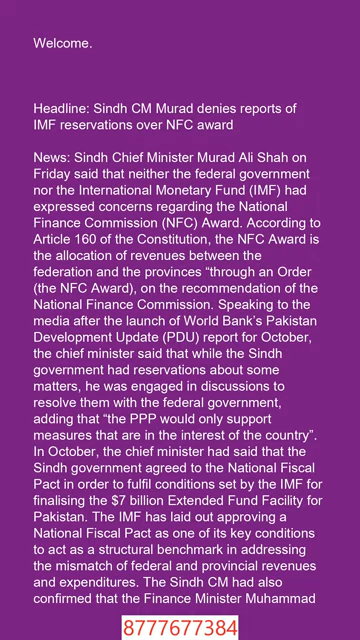 Welcome.
Headline: Sindh CM Murad denies reports of
IMF reservations over NFC award
News: Sindh Chief Minister Murad Ali Shah on
Friday said that neither the federal government
nor the International Monetary Fund (IMF) had
expressed concerns regarding the National
Finance Commission (NFC) Award. According to
Article 160 of the Constitution, the NFC Award is
the allocation of revenues between the
federation and the provinces “through an Order
(the NFC Award), on the recommendation of the
National Finance Commission. Speaking to the
media after the launch of World Bank’s Pakistan
Development Update (PDU) report for October,
the chief minister said that while the Sindh
government had reservations about some
matters, he was engaged in discussions to
resolve them with the federal government,
adding that “the PPP would only support
measures that are in the interest of the country”.
In October, the chief minister had said that the
Sindh government agreed to the National Fiscal
Pact in order to fulfil conditions set by the IMF for
finalising the $7 billion Extended Fund Facility for
Pakistan. The IMF has laid out approving a
National Fiscal Pact as one of its key conditions
to act as a structural benchmark in addressing
the mismatch of federal and provincial revenues
and expenditures. The Sindh CM had also
confirmed that the Finance Minister Muhammad
8777677384